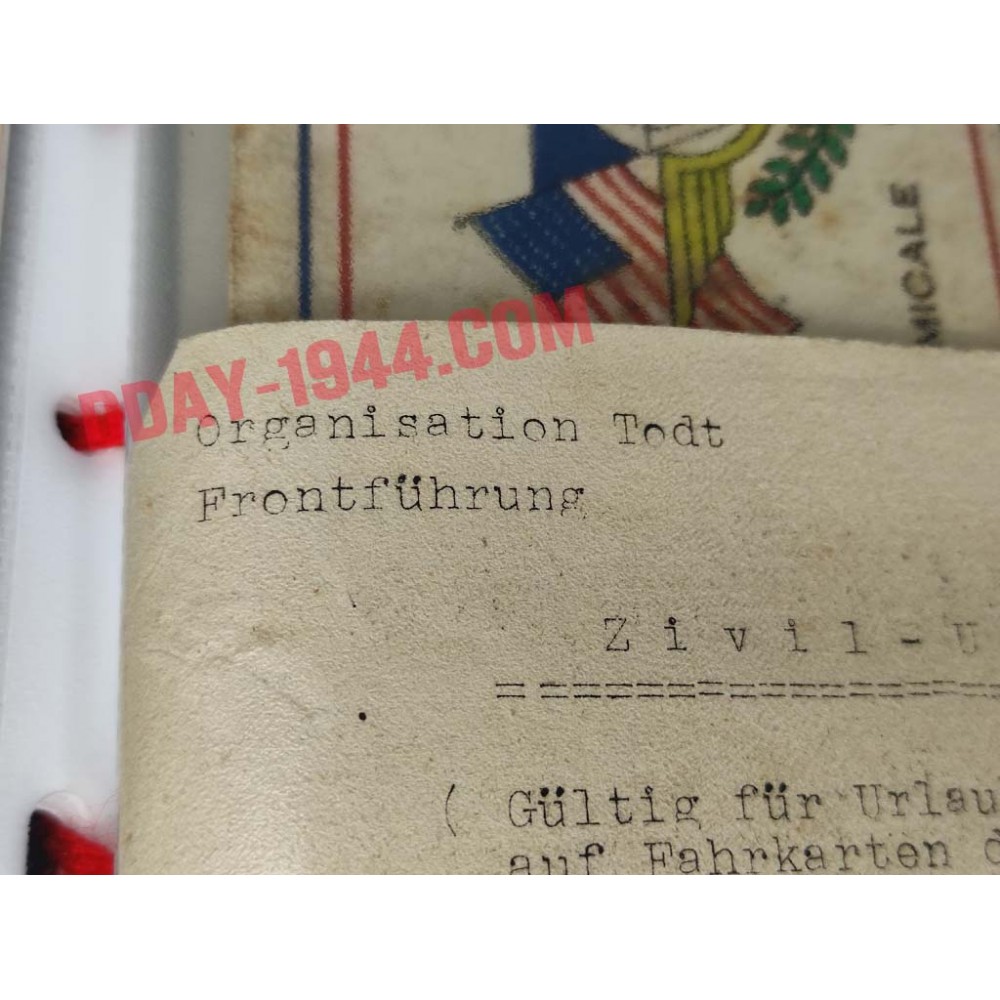 MICALE
DDAY-1944.COM
Organisation Todt
Frontführung
Zivil-U
( Gültig für Urlau
auf Fahrkarten d